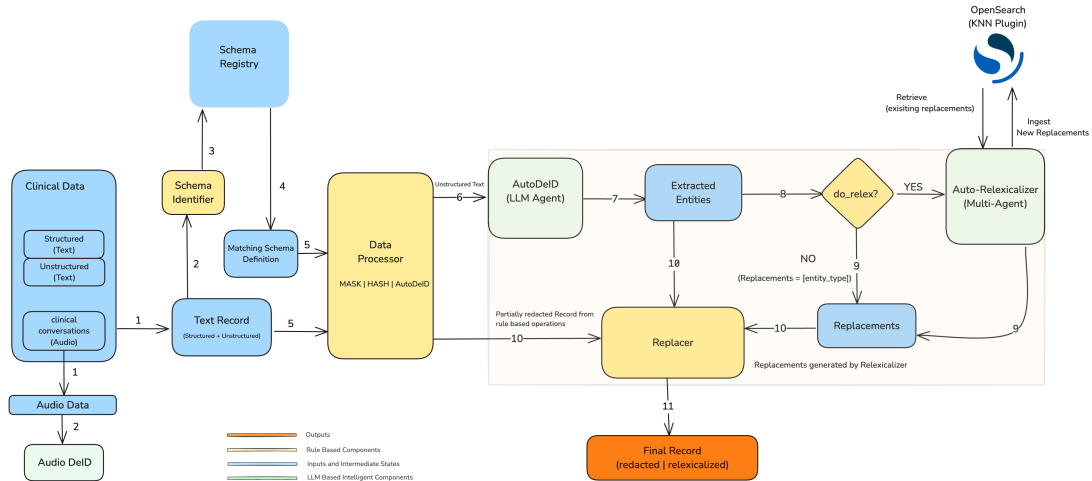 OpenSearch
(KNN Plugin)
Schema
Registry
Retrieve
(exisiting replacements)
Ingest
New Replacements
3
4
Clinical Data
Structured
(Text)
Unstructured
(Text)
clinical
conversations
(Audio)
Schema
Identifier
2
Matching Schema
Definition
5
1
Text Record
(Structured + Unstructured)
5
Data
Processor
MASK | HASH | AutoDeID
Unstructured Text
6
AutoDeID
(LLM Agent)
7
Extracted
Entities
8
do_relex?
YES
Auto-Relexicalizer
(Multi-Agent)
10
NO
9
(Replacements = [entity_type])
Partially redacted Record from
rule based operations
10
Replacer
10
Replacements
9
Replacements generated by Relexicalizer
1
Audio Data
2
Audio DeID
11
Final Record
(redacted | relexicalized)
Outputs
Rule Based Components
Inputs and Intermediate States
LLM Based Intelligent Components